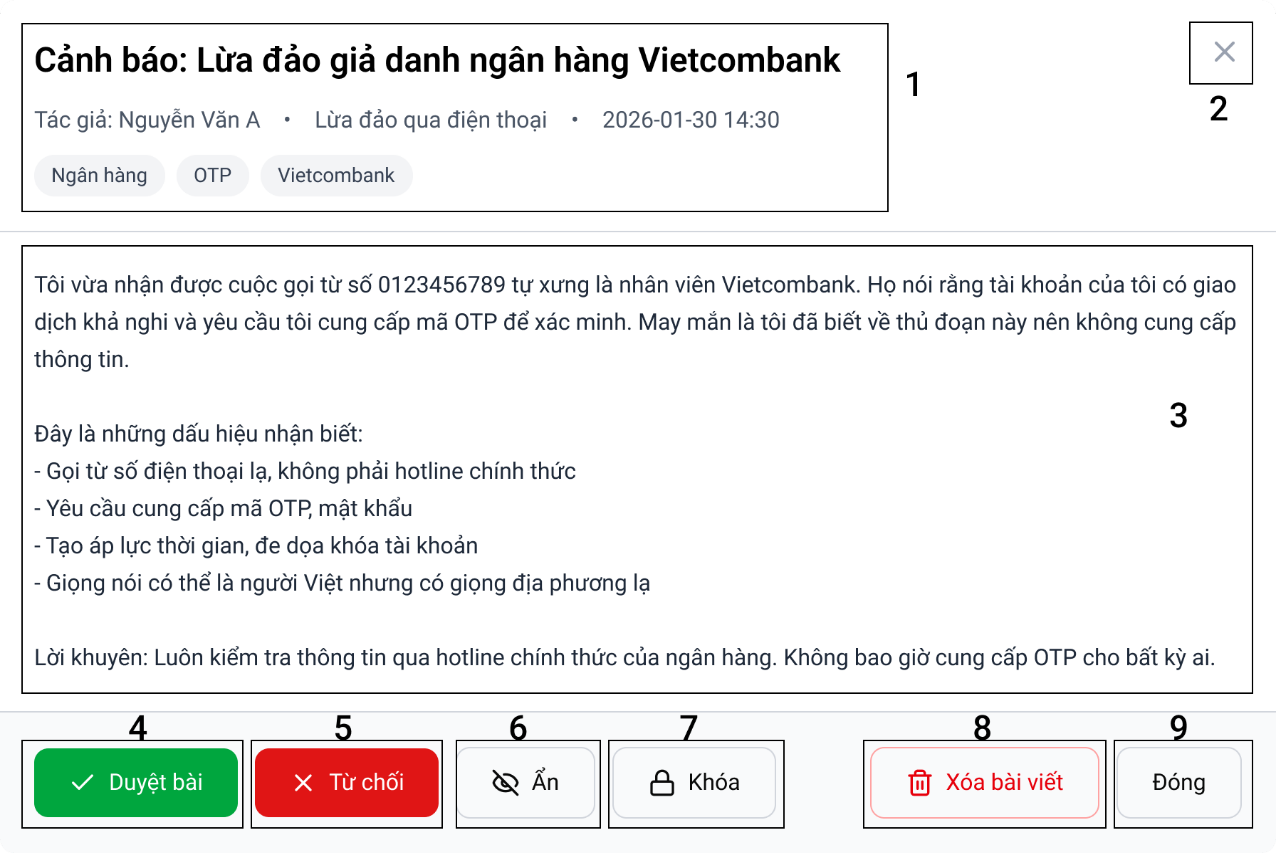 Cảnh báo: Lừa đảo giả danh ngân hàng Vietcombank
1
2
Tác giả: Nguyễn Văn A • Lừa đảo qua điện thoại • 2026-01-30 14:30
Ngân hàng OTP Vietcombank
Tôi vừa nhận được cuộc gọi từ số 0123456789 tự xưng là nhân viên Vietcombank. Họ nói rằng tài khoản của tôi có giao
dịch khả nghi và yêu cầu tôi cung cấp mã OTP để xác minh. May mắn là tôi đã biết về thủ đoạn này nên không cung cấp
thông tin.
3
Đây là những dấu hiệu nhận biết:
- Gọi từ số điện thoại lạ, không phải hotline chính thức
- Yêu cầu cung cấp mã OTP, mật khẩu
- Tạo áp lực thời gian, đe dọa khóa tài khoản
- Giọng nói có thể là người Việt nhưng có giọng địa phương lạ
Lời khuyên: Luôn kiểm tra thông tin qua hotline chính thức của ngân hàng. Không bao giờ cung cấp OTP cho bất kỳ ai.
4 5 6 7 8 9
Duyệt bài Từ chối Ẩn Khóa Xóa bài viết Đóng